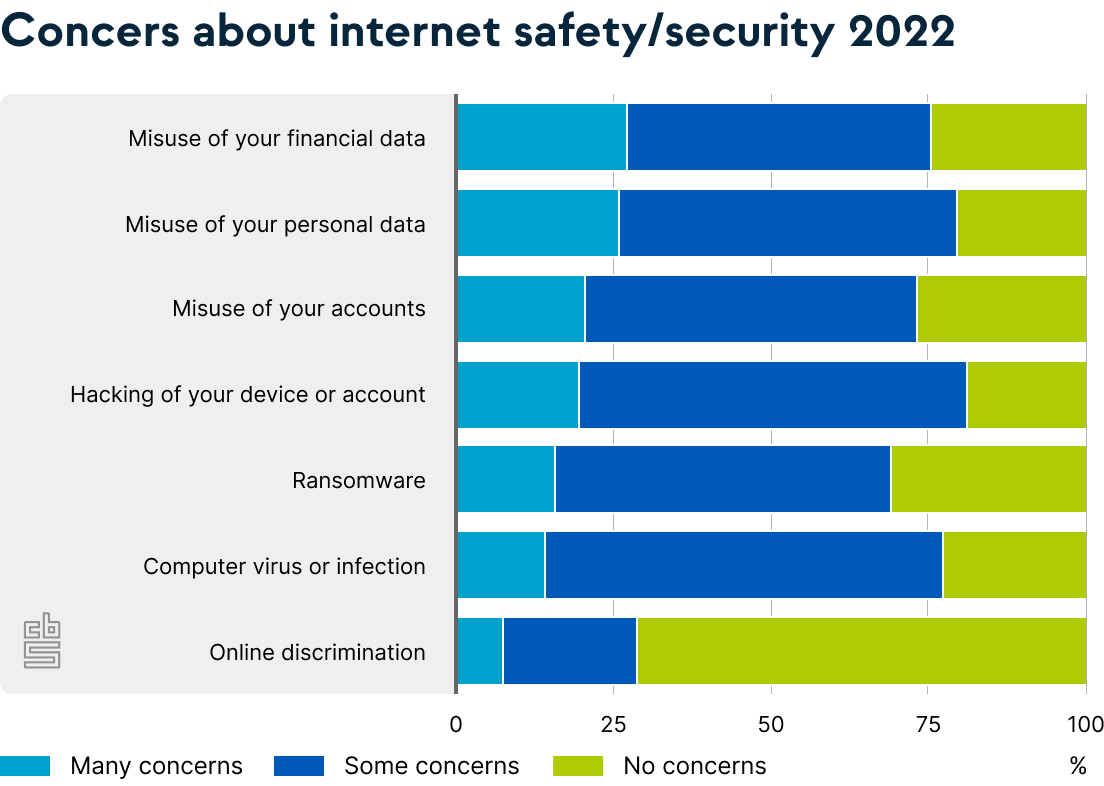 Concers about internet safety/security 2022
Misuse of your financial data
Misuse of your personal data
Misuse of your accounts
Hacking of your device or account
Ransomware
Computer virus or infection
cbs
Online discrimination
0 25 50 75 100
Many concerns Some concerns No concerns %